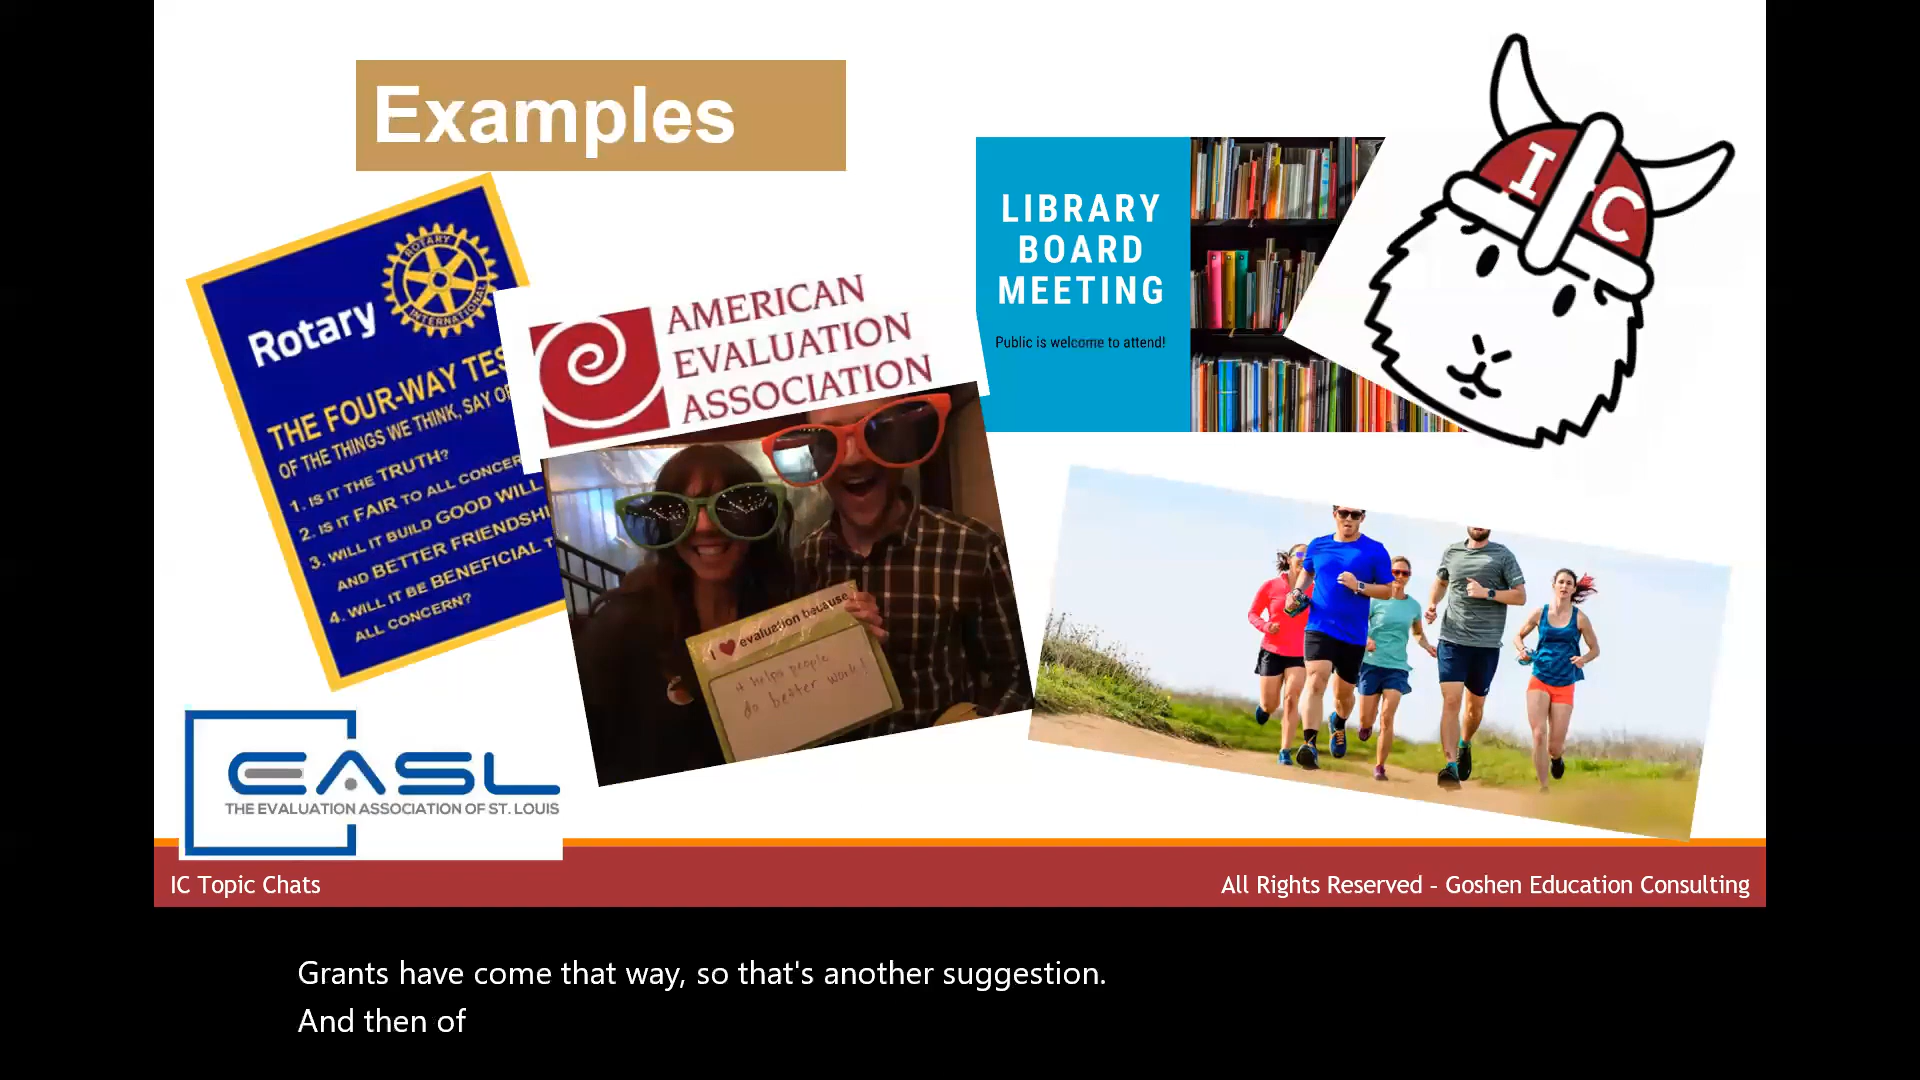 Examples
Rotary
ROTARY
INTERNATIONAL
THE FOUR-WAY TES
OF THE THINGS WE THINK, SAY OR
1. IS IT THE TRUTH?
2. IS IT FAIR TO ALL CONCER
3. WILL IT BUILD GOOD WILL
AND BETTER FRIENDSHI
4. WILL IT BE BENEFICIAL T
ALL CONCERN?
AMERICAN
EVALUATION
ASSOCIATION
I ❤ evaluation because
it helps people
do better work!
LIBRARY
BOARD
MEETING
Public is welcome to attend!
I C
EASL
THE EVALUATION ASSOCIATION OF ST. LOUIS
IC Topic Chats
All Rights Reserved – Goshen Education Consulting
Grants have come that way, so that's another suggestion.
And then of